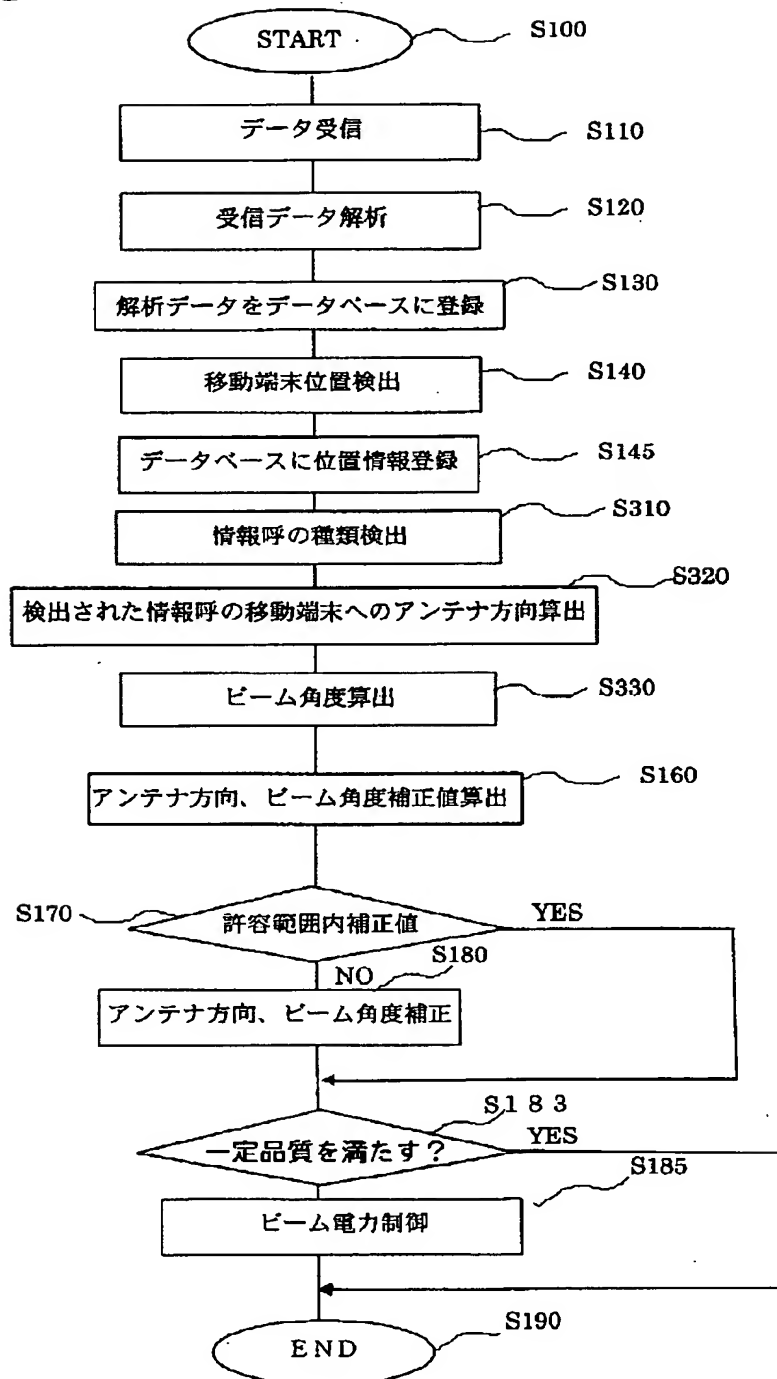 START
S100
データ受信
S110
受信データ解析
S120
解析データをデータベースに登録
S130
移動端末位置検出
S140
データベースに位置情報登録
S145
情報呼の種類検出
S310
検出された情報呼の移動端末へのアンテナ方向算出
S320
ビーム角度算出
S330
アンテナ方向、ビーム角度補正値算出
S160
S170
許容範囲内補正値
YES
NO
S180
アンテナ方向、ビーム角度補正
S183
一定品質を満たす?
YES
S185
ビーム電力制御
S190
END